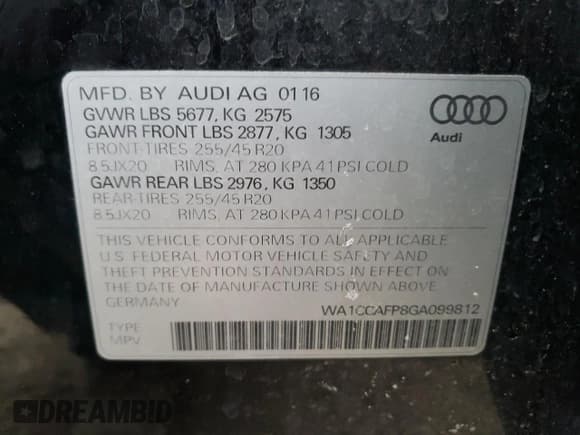 MFD. BY AUDI AG 01 16
GVWR LBS 5677, KG 2575
GAWR FRONT LBS 2877, KG 1305
FRONT-TIRES 255/45 R20
8.5JX20 RIMS, AT 280 KPA 41 PSI COLD
GAWR REAR LBS 2976, KG 1350
REAR-TIRES 255/45 R20
8.5JX20 RIMS, AT 280 KPA 41 PSI COLD
Audi
THIS VEHICLE CONFORMS TO ALL APPLICABLE
U.S. FEDERAL MOTOR VEHICLE SAFETY AND
THEFT PREVENTION STANDARDS IN EFFECT ON
THE DATE OF MANUFACTURE SHOWN ABOVE.
GERMANY
WA1CCAFP8GA099812
TYPE
MPV
DREAMBID